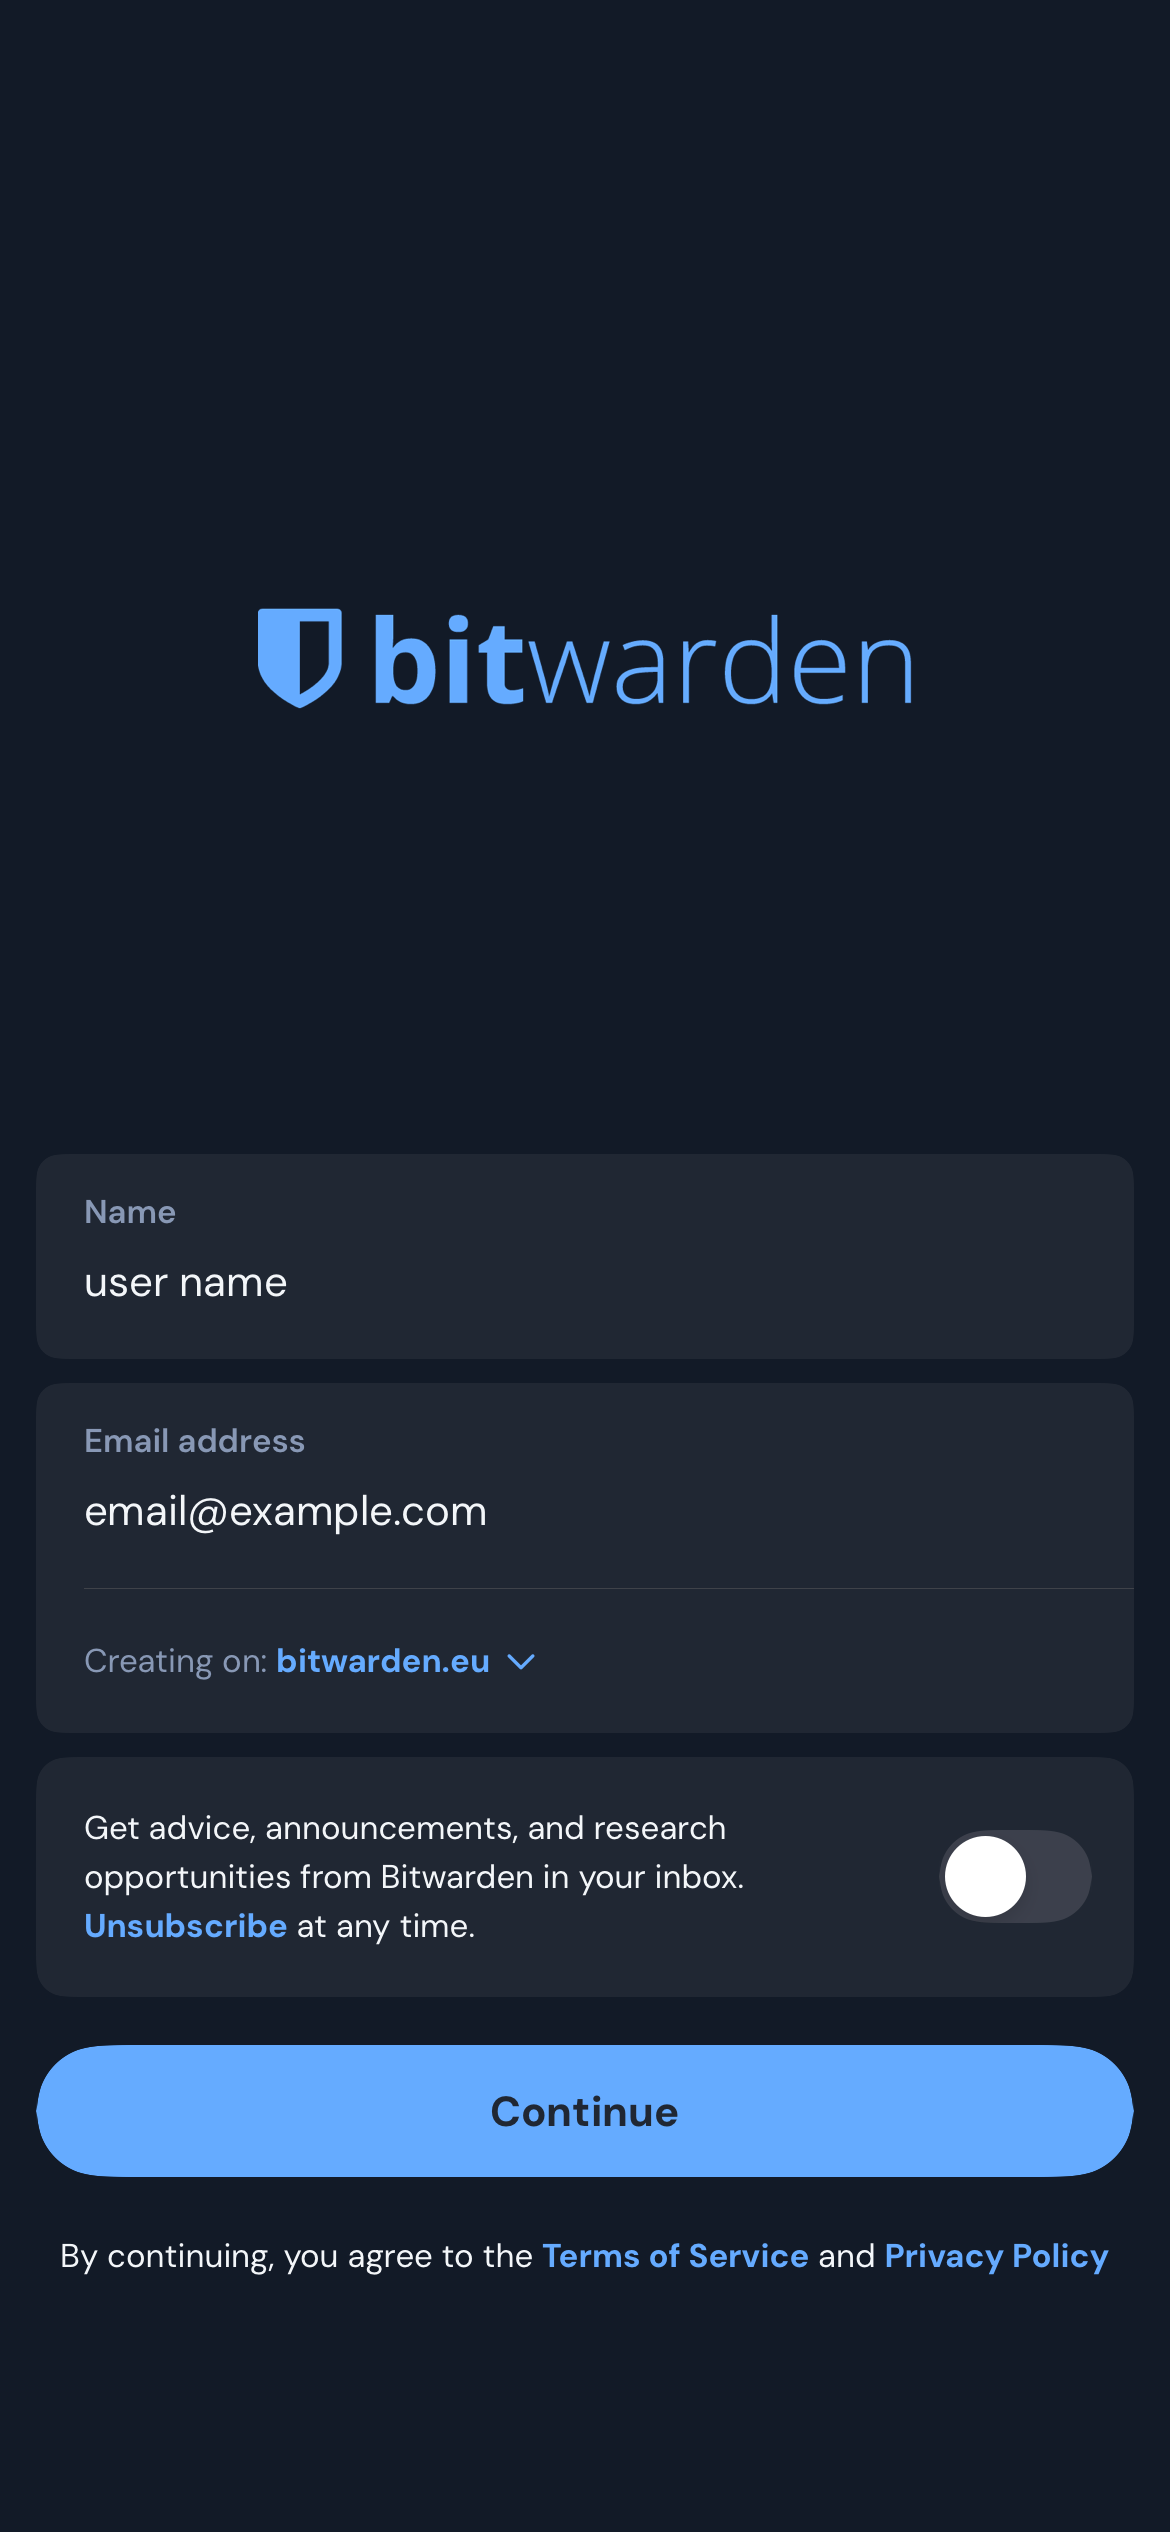 bitwarden
Name
user name
Email address
email@example.com
Creating on: bitwarden.eu
Get advice, announcements, and research
opportunities from Bitwarden in your inbox.
Unsubscribe at any time.
Continue
By continuing, you agree to the Terms of Service and Privacy Policy